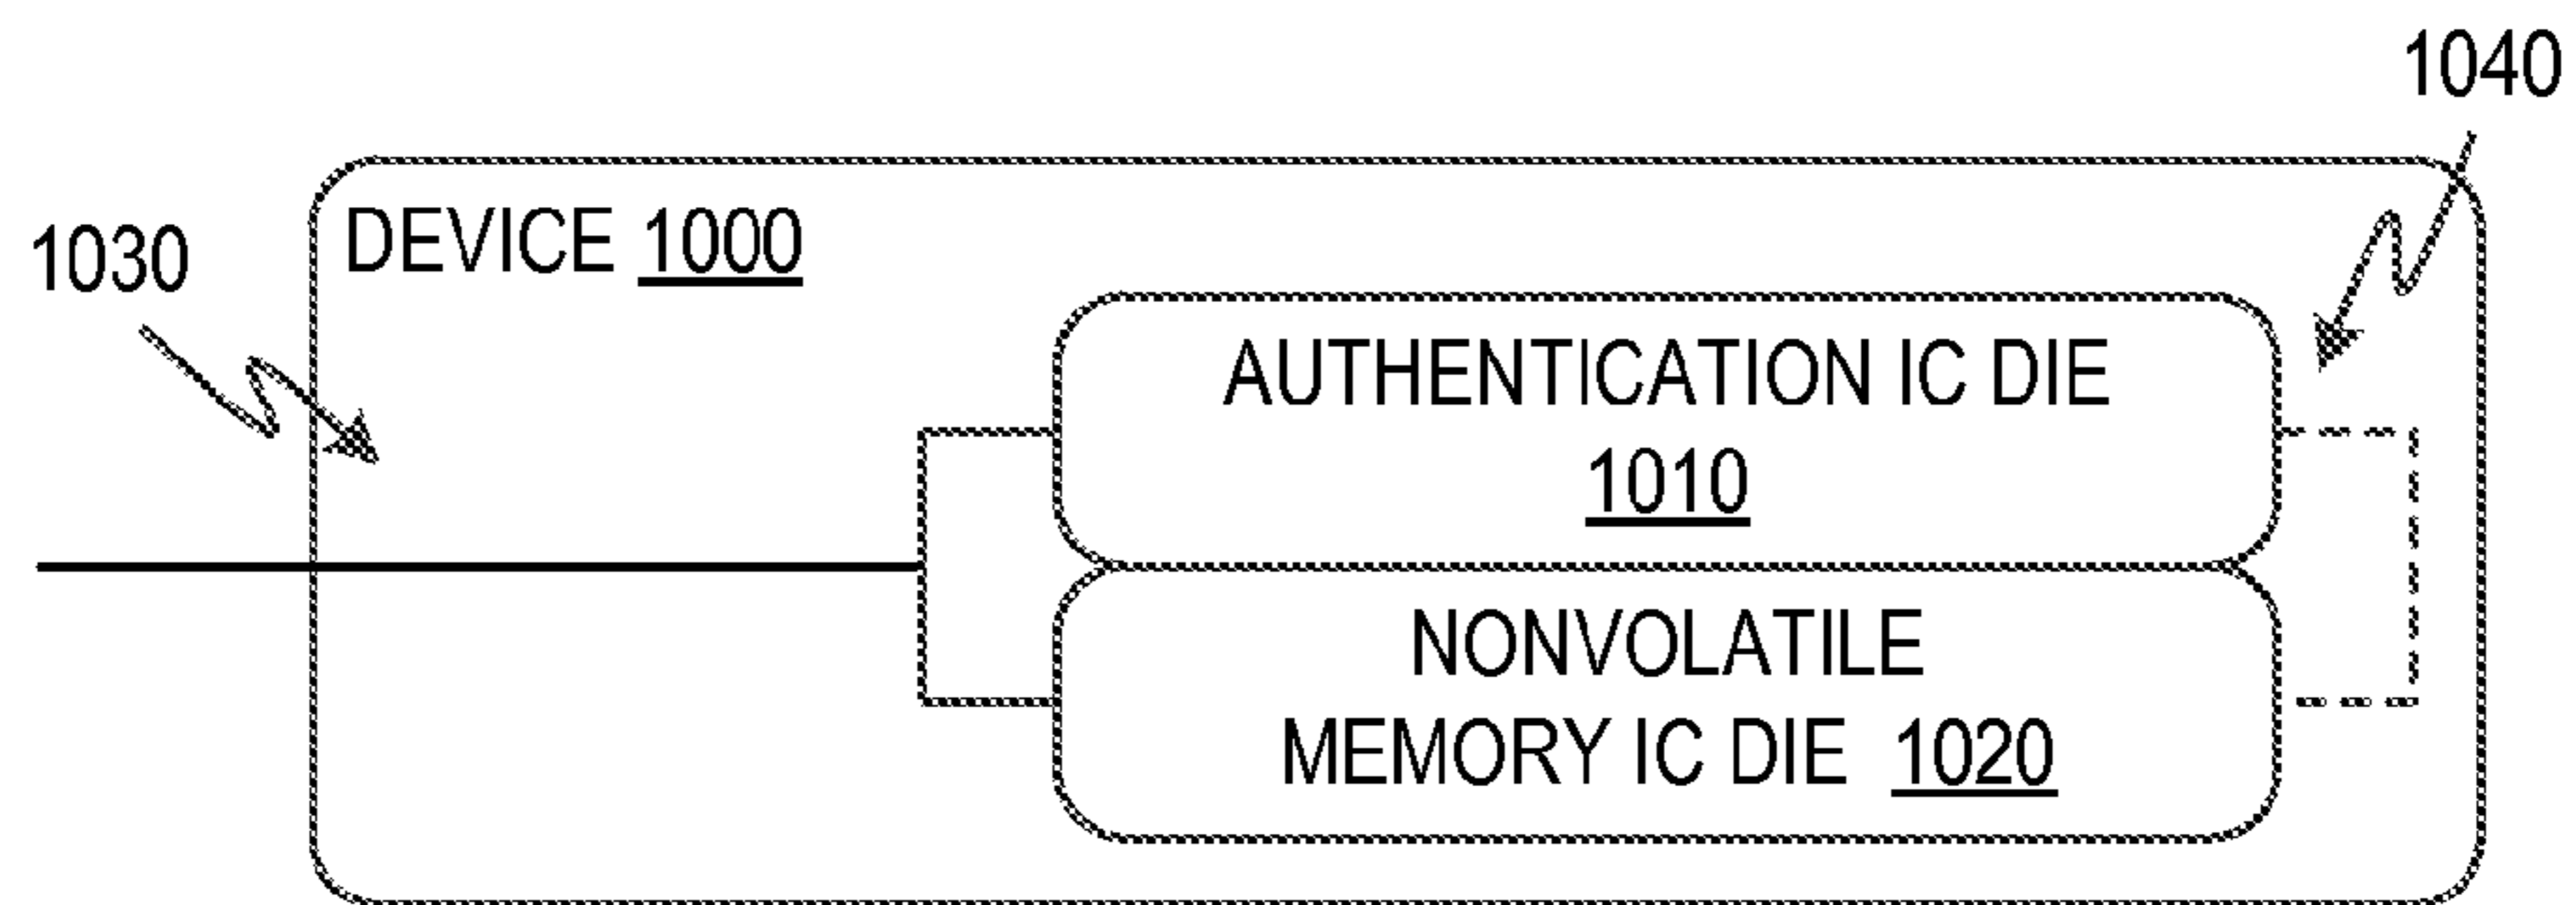 1040
DEVICE 1000
1030
AUTHENTICATION IC DIE
1010
NONVOLATILE
MEMORY IC DIE 1020